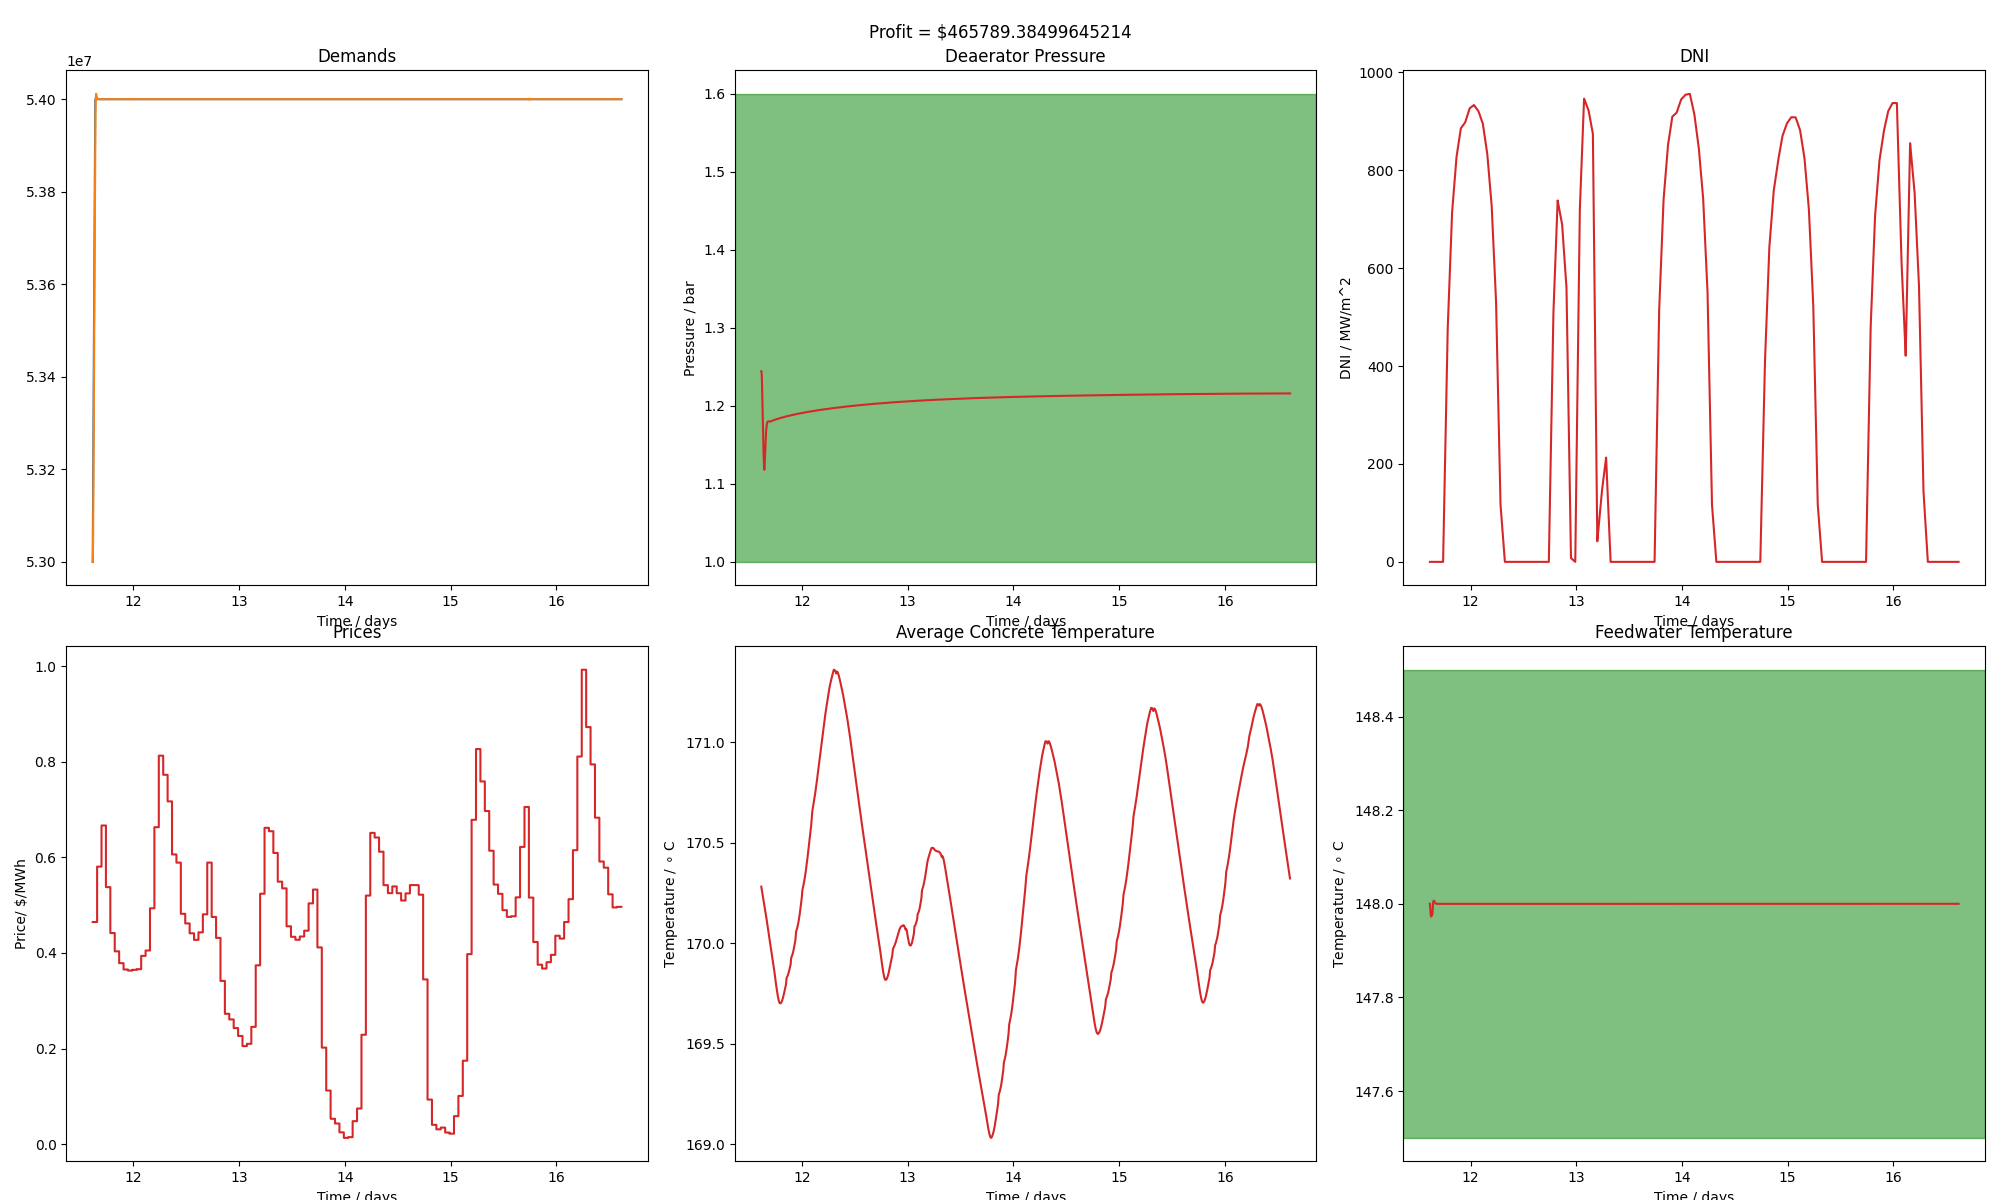 Profit = $465789.38499645214
Demands
1e7
5.40
5.38
5.36
5.34
5.32
5.30
12 13 14 15 16
Time / days
Deaerator Pressure
Pressure / bar
1.6
1.5
1.4
1.3
1.2
1.1
1.0
12 13 14 15 16
Time / days
DNI
DNI / MW/m^2
1000
800
600
400
200
0
12 13 14 15 16
Time / days
Prices
Price/ $/MWh
1.0
0.8
0.6
0.4
0.2
0.0
12 13 14 15 16
Time / days
Average Concrete Temperature
Temperature / ∘ C
171.0
170.5
170.0
169.5
169.0
12 13 14 15 16
Time / days
Feedwater Temperature
Temperature / ∘ C
148.4
148.2
148.0
147.8
147.6
12 13 14 15 16
Time / days